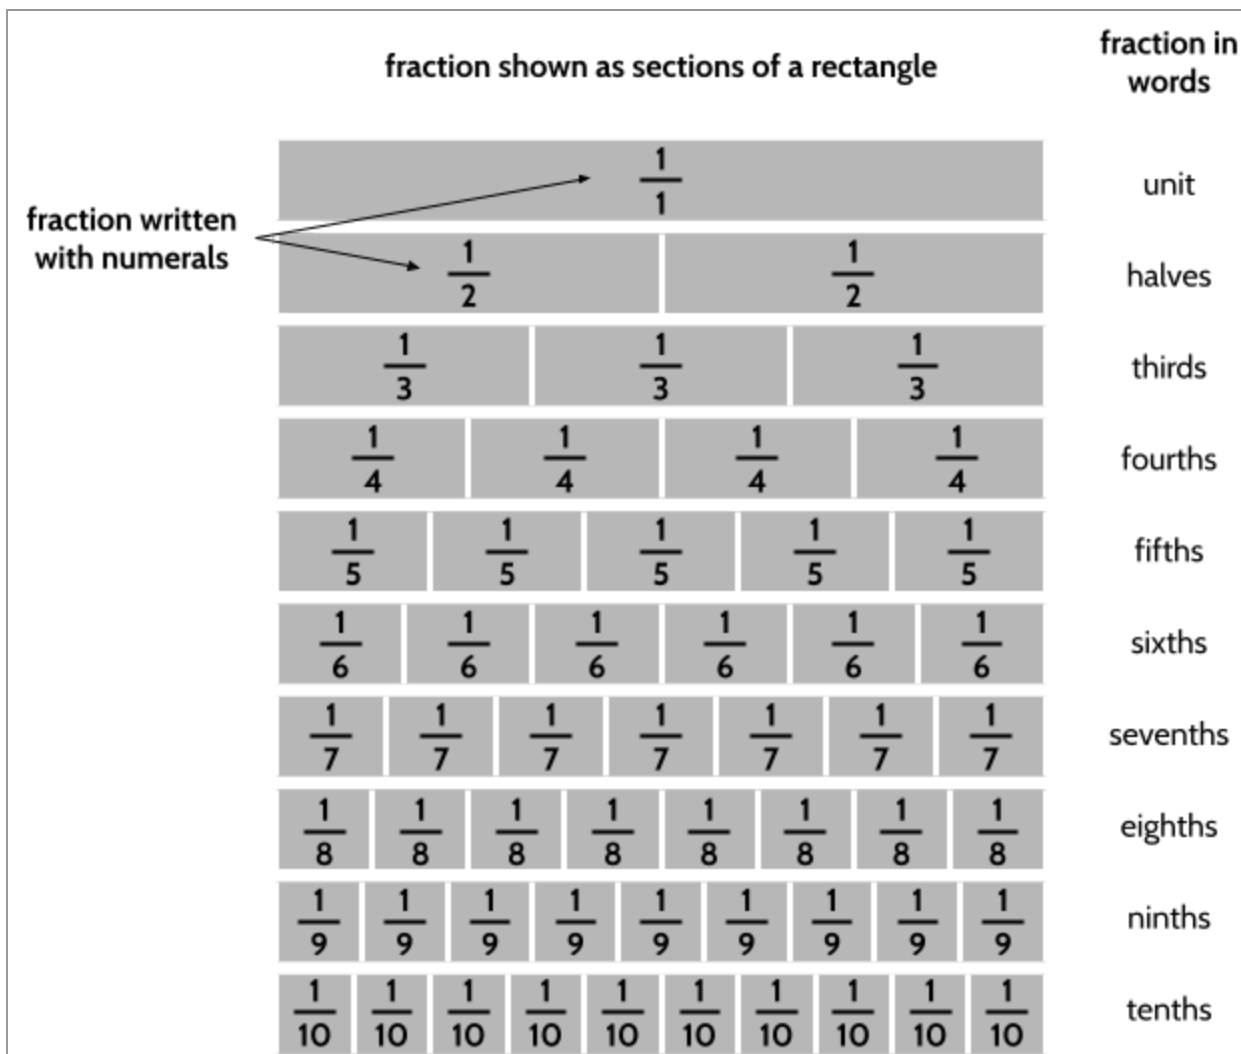 fraction shown as sections of a rectangle
fraction in
words
fraction written
with numerals
1/1 unit
1/2 1/2 halves
1/3 1/3 1/3 thirds
1/4 1/4 1/4 1/4 fourths
1/5 1/5 1/5 1/5 1/5 fifths
1/6 1/6 1/6 1/6 1/6 1/6 sixths
1/7 1/7 1/7 1/7 1/7 1/7 1/7 sevenths
1/8 1/8 1/8 1/8 1/8 1/8 1/8 1/8 eighths
1/9 1/9 1/9 1/9 1/9 1/9 1/9 1/9 1/9 ninths
1/10 1/10 1/10 1/10 1/10 1/10 1/10 1/10 1/10 1/10 tenths